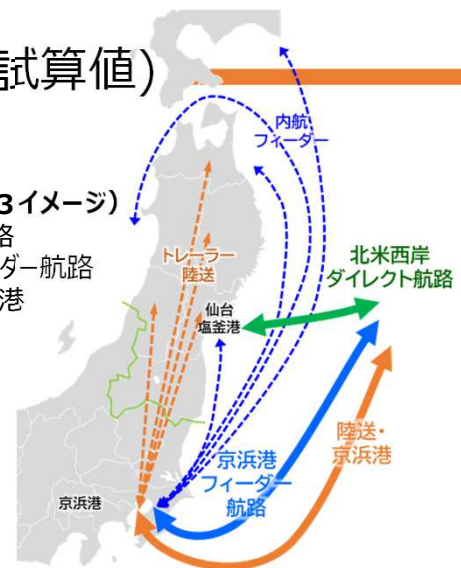 試算値)
3イメージ)
路
ダー航路
港
内航
フィーダー
トレーラー
陸送
北米西岸
ダイレクト航路
仙台
塩釜港
陸送・
京浜港
京浜港
フィーダー
航路
京浜港